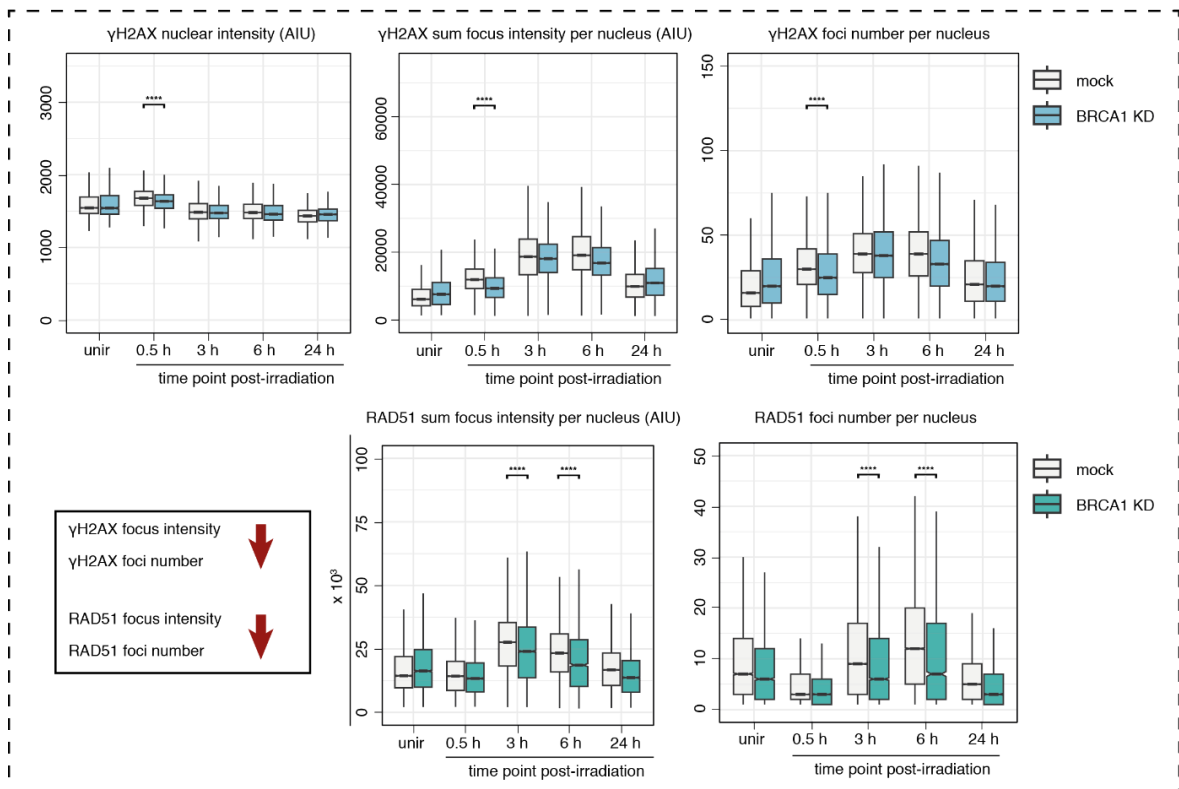 γH2AX nuclear intensity (AIU)
0
1000
2000
3000
****
unir
0.5 h
3 h
6 h
24 h
time point post-irradiation
γH2AX sum focus intensity per nucleus (AIU)
0
20000
40000
60000
****
unir
0.5 h
3 h
6 h
24 h
time point post-irradiation
γH2AX foci number per nucleus
0
50
100
150
****
unir
0.5 h
3 h
6 h
24 h
time point post-irradiation
mock
BRCA1 KD
γH2AX focus intensity
γH2AX foci number
RAD51 focus intensity
RAD51 foci number
RAD51 sum focus intensity per nucleus (AIU)
x 10³
0
25
50
75
100
****
****
unir
0.5 h
3 h
6 h
24 h
time point post-irradiation
RAD51 foci number per nucleus
0
10
20
30
40
50
****
****
unir
0.5 h
3 h
6 h
24 h
time point post-irradiation
mock
BRCA1 KD